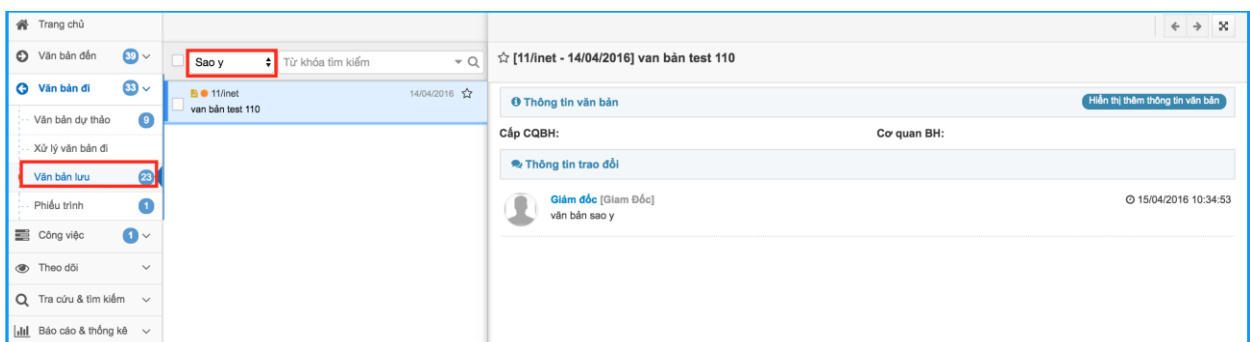 Trang chủ
Văn bản đến 39
Văn bản đi 33
Văn bản dự thảo 9
Xử lý văn bản đi
Văn bản lưu 23
Phiếu trình 1
Công việc 1
Theo dõi
Tra cứu & tìm kiếm
Báo cáo & thống kê
Sao y Từ khóa tìm kiếm
11/inet 14/04/2016
văn bản test 110
[11/inet - 14/04/2016] van bản test 110
Thông tin văn bản Hiển thị thêm thông tin văn bản
Cấp CQBH: Cơ quan BH:
Thông tin trao đổi
Giám đốc [Giam Đốc] 15/04/2016 10:34:53
văn bản sao y